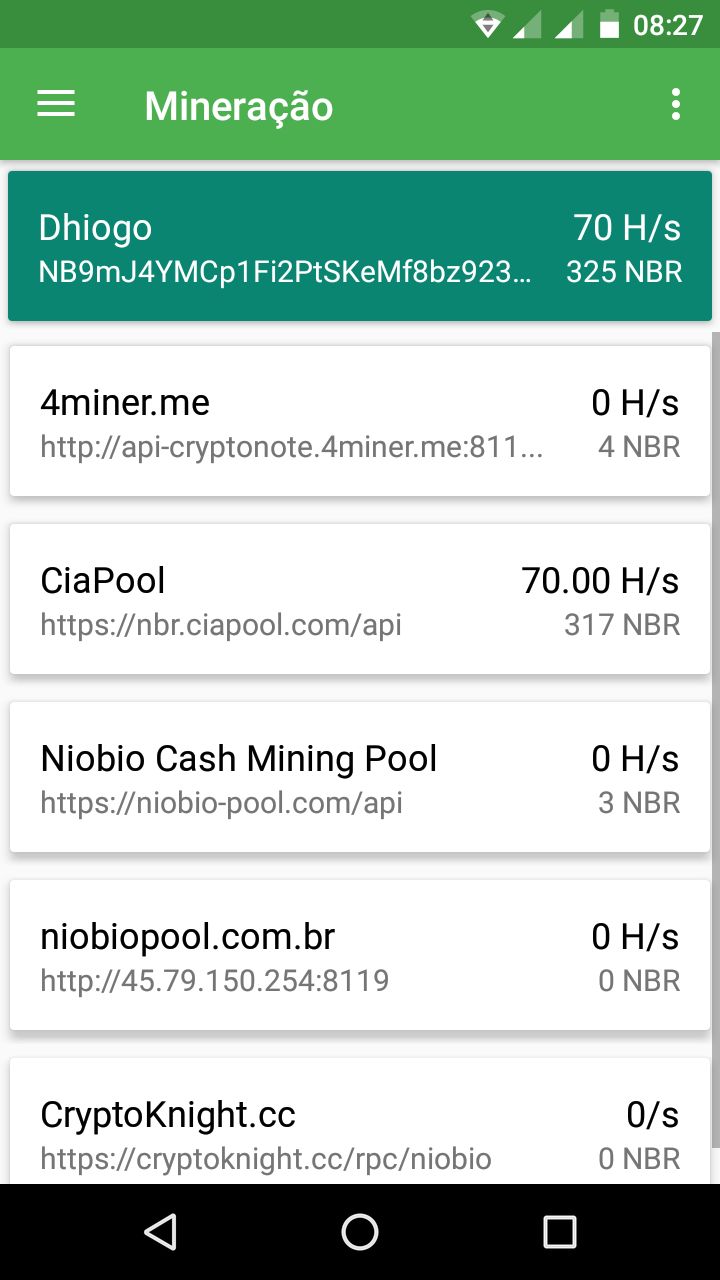 08:27
Mineração
Dhiogo 70 H/s
NB9mJ4YMCp1Fi2PtSKeMf8bz923... 325 NBR
4miner.me 0 H/s
http://api-cryptonote.4miner.me:811... 4 NBR
CiaPool 70.00 H/s
https://nbr.ciapool.com/api 317 NBR
Niobio Cash Mining Pool 0 H/s
https://niobio-pool.com/api 3 NBR
niobiopool.com.br 0 H/s
http://45.79.150.254:8119 0 NBR
CryptoKnight.cc 0/s
https://cryptoknight.cc/rpc/niobio 0 NBR